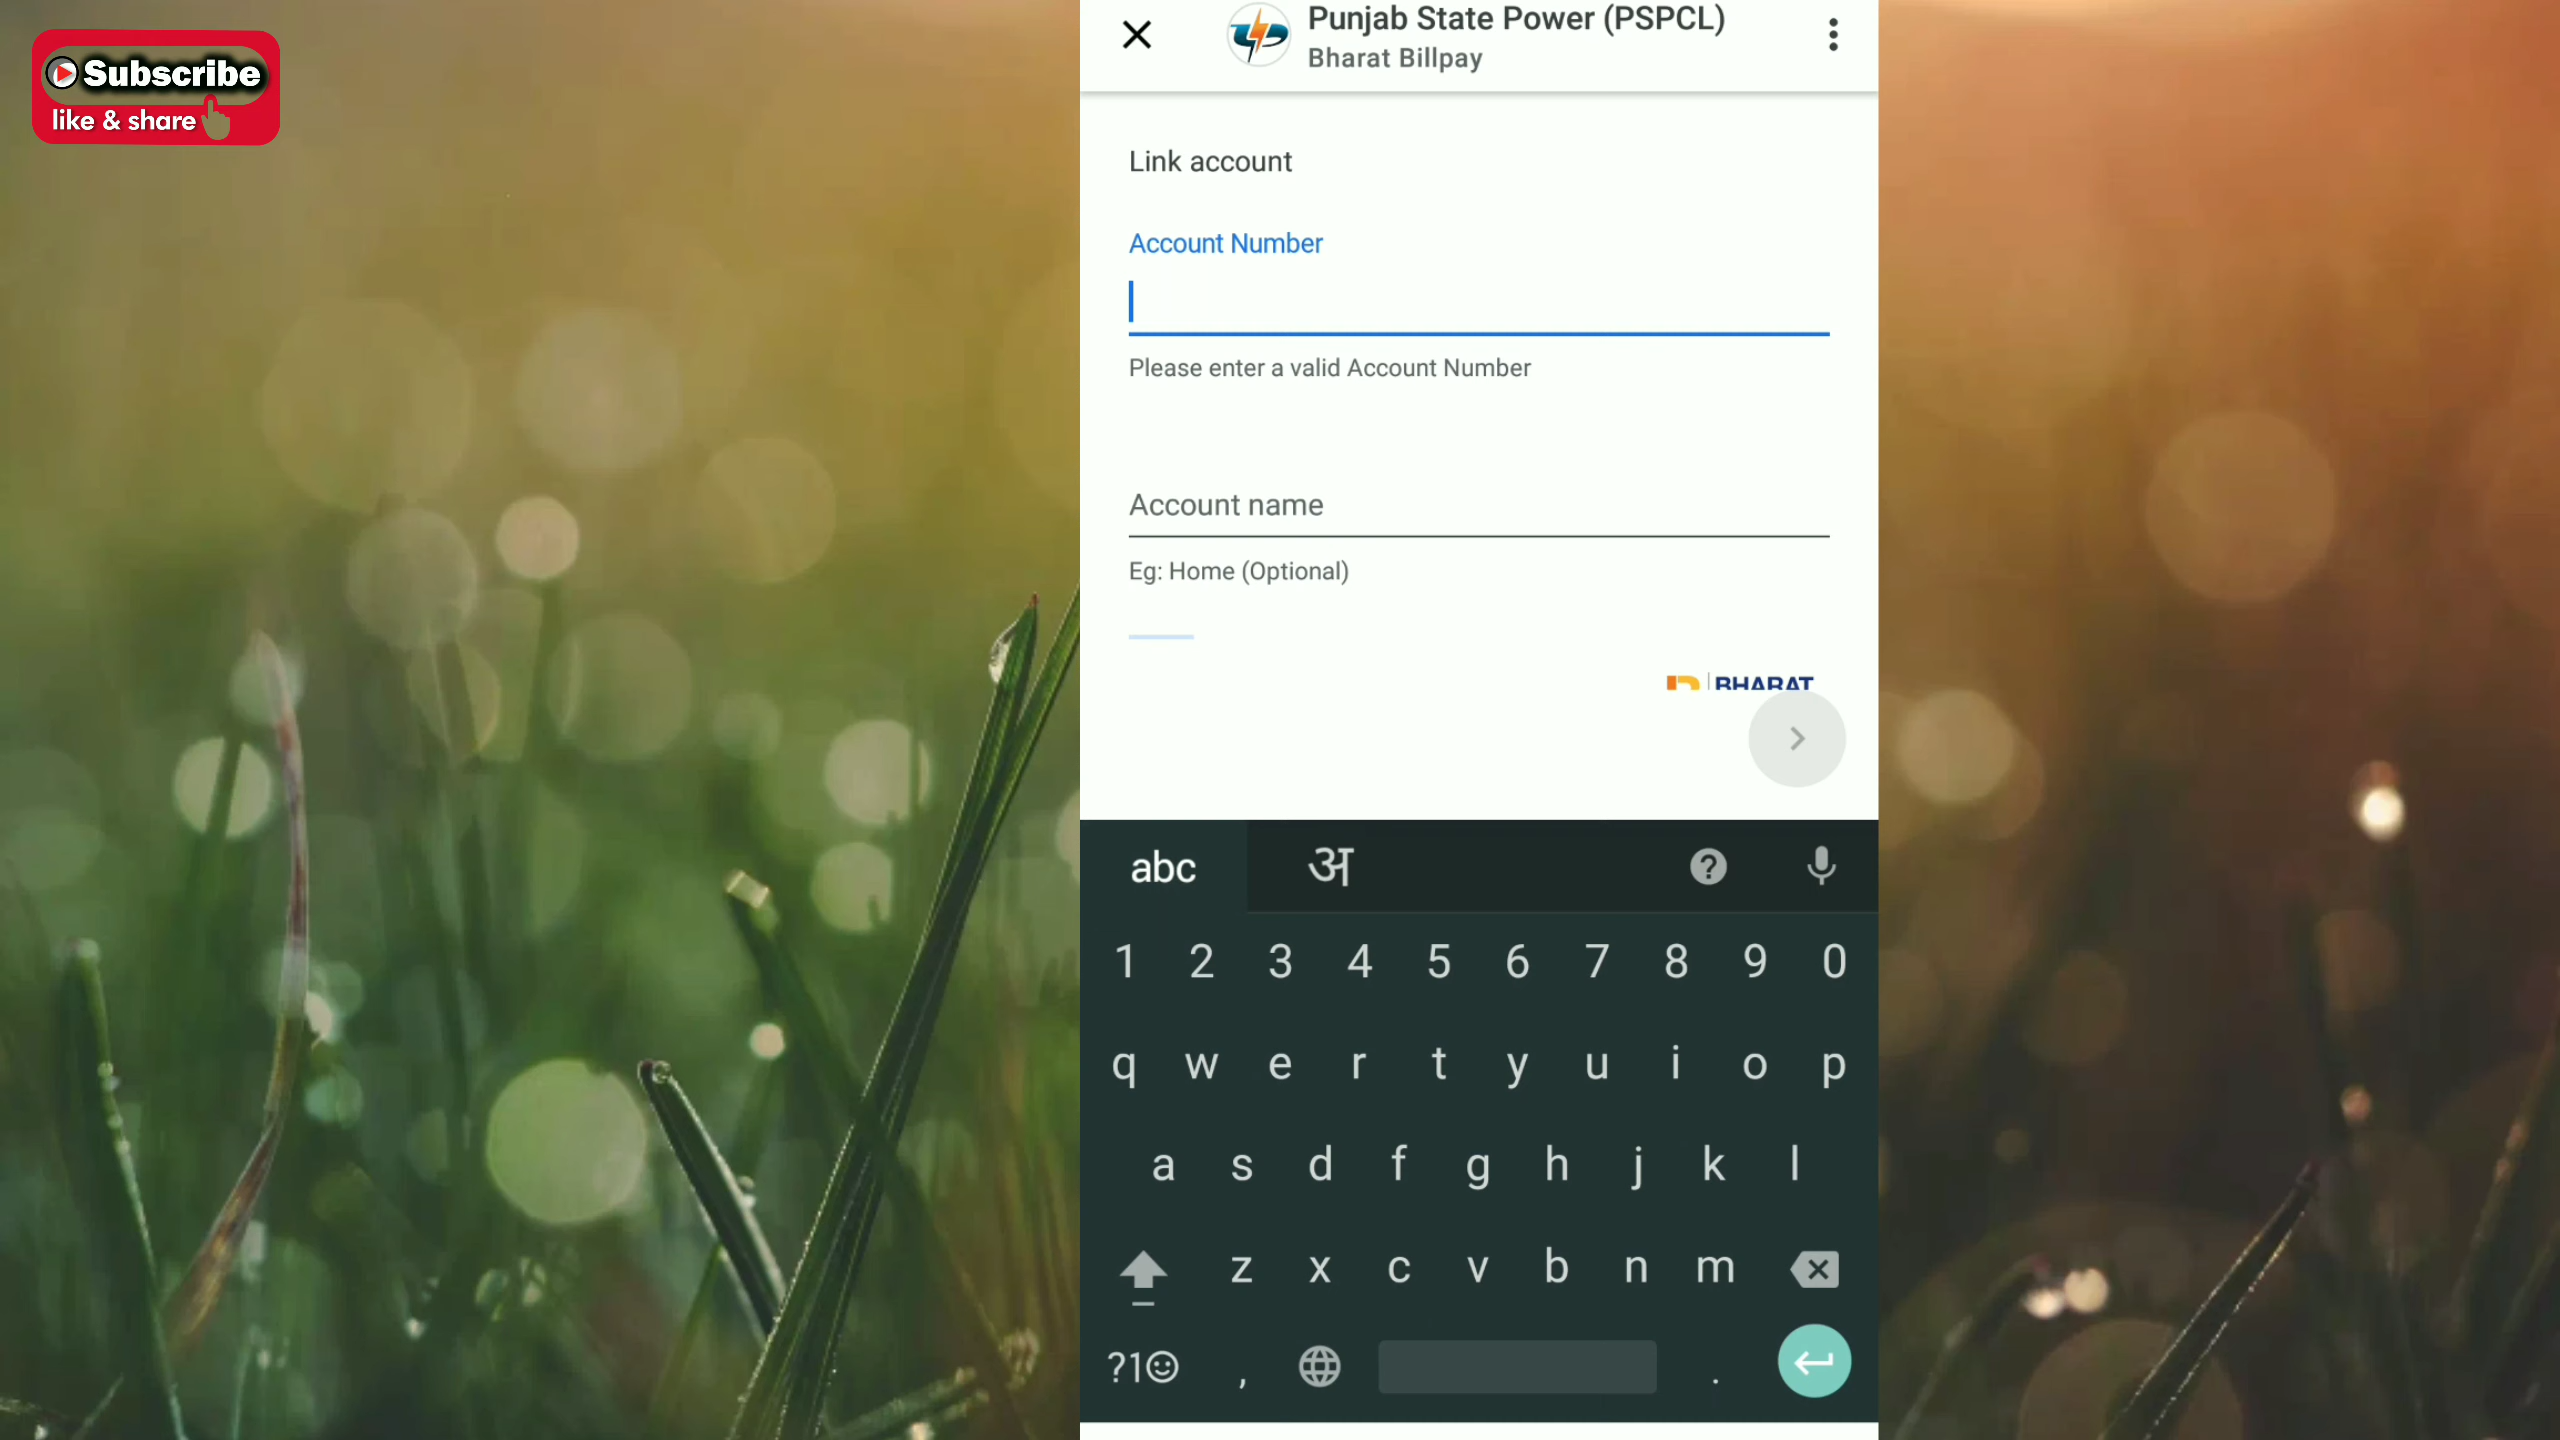 Subscribe
like & share
Punjab State Power (PSPCL)
Bharat Billpay
Link account
Account Number
Please enter a valid Account Number
Account name
Eg: Home (Optional)
BHARAT
abc अ
1 2 3 4 5 6 7 8 9 0
q w e r t y u i o p
a s d f g h j k l
z x c v b n m
?1☺ , .